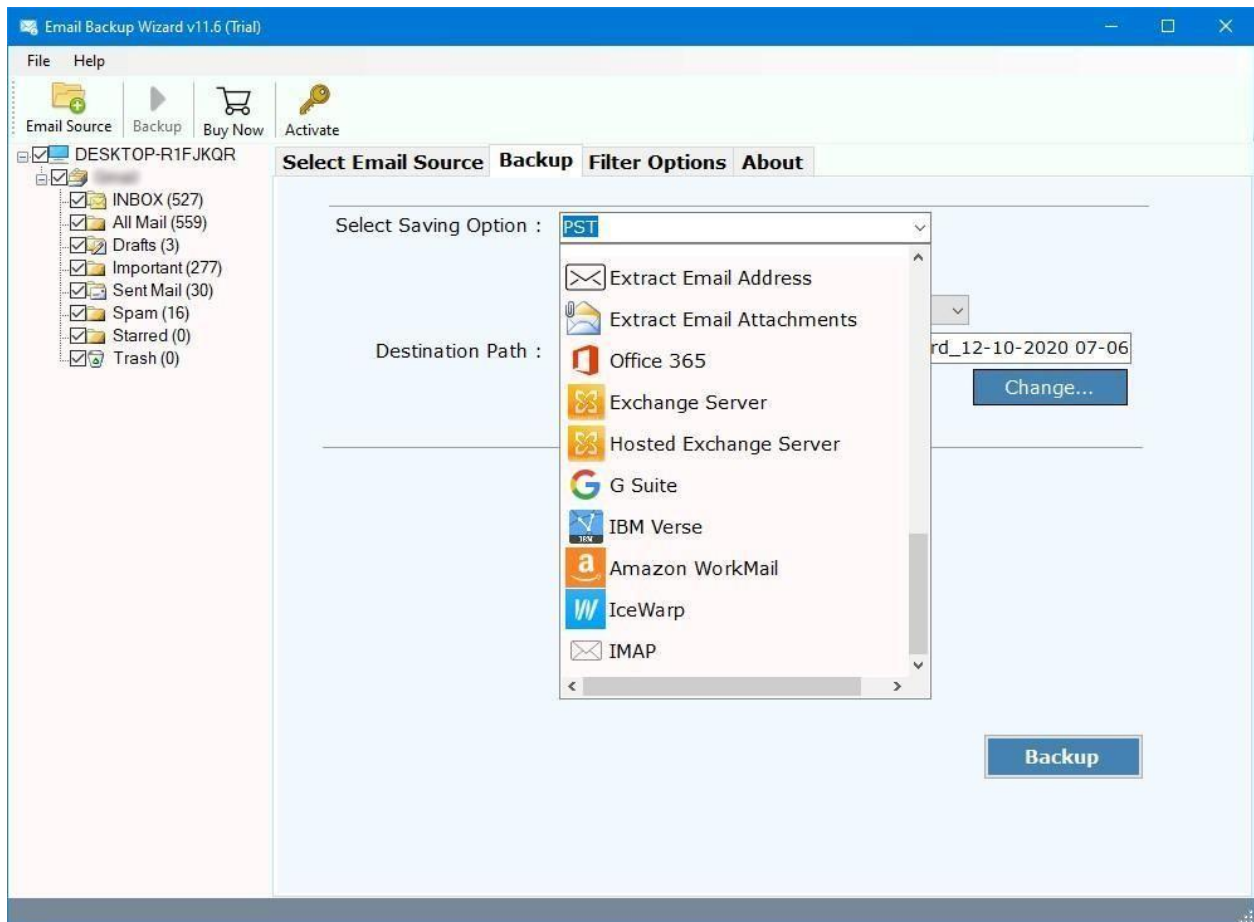 Email Backup Wizard v11.6 (Trial)
File Help
Email Source Backup Buy Now Activate
DESKTOP-R1FJKQR
INBOX (527)
All Mail (559)
Drafts (3)
Important (277)
Sent Mail (30)
Spam (16)
Starred (0)
Trash (0)
Select Email Source Backup Filter Options About
Select Saving Option : PST
Extract Email Address
Extract Email Attachments
Office 365
Exchange Server
Hosted Exchange Server
G Suite
IBM Verse
Amazon WorkMail
IceWarp
IMAP
Destination Path : rd_12-10-2020 07-06
Change...
Backup